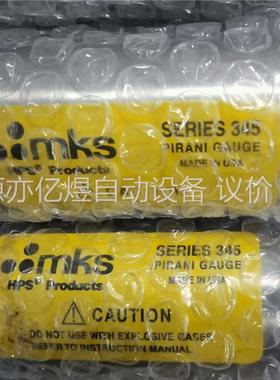 mks
HPS® Products
SERIES 345
PIRANI GAUGE
MADE IN USA
亦亿煜自动设备 议价
mks
HPS® Products
SERIES 345
PIRANI GAUGE
MADE IN USA
CAUTION
DO NOT USE WITH EXPLOSIVE GASES
REFER TO INSTRUCTION MANUAL